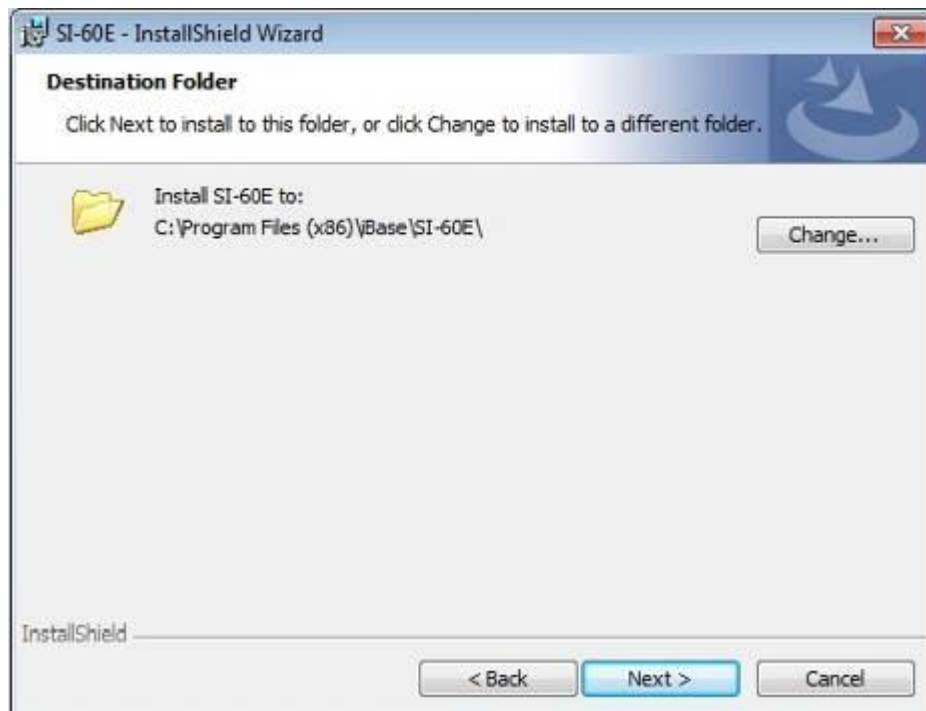 SI-60E - InstallShield Wizard
Destination Folder
Click Next to install to this folder, or click Change to install to a different folder.
Install SI-60E to:
C:\Program Files (x86)\iBase\SI-60E\
Change...
InstallShield
< Back
Next >
Cancel